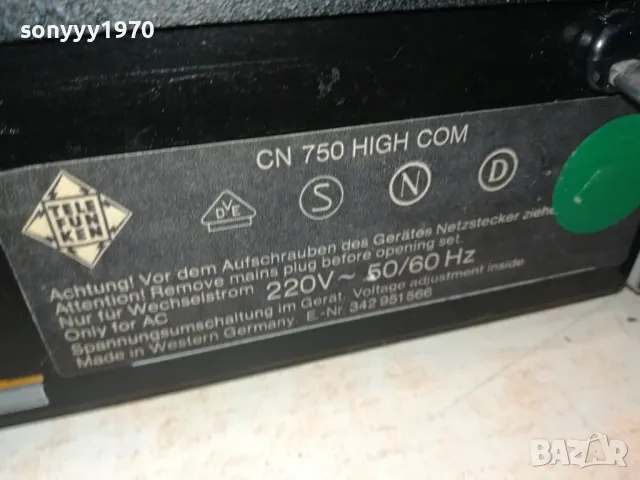 sonyyy1970
CN 750 HIGH COM
TELE
FUN
KEN
DVE
S
N
D
Achtung! Vor dem Aufschrauben des Gerätes Netzstecker
Attention! Remove mains plug before opening set.
Nur für Wechselstrom 220V~ 50/60 Hz
Only for AC
Spannungsumschaltung im Gerät. Voltage adjustment inside.
Made in Western Germany. E.-Nr 342 951 566
BAZAR